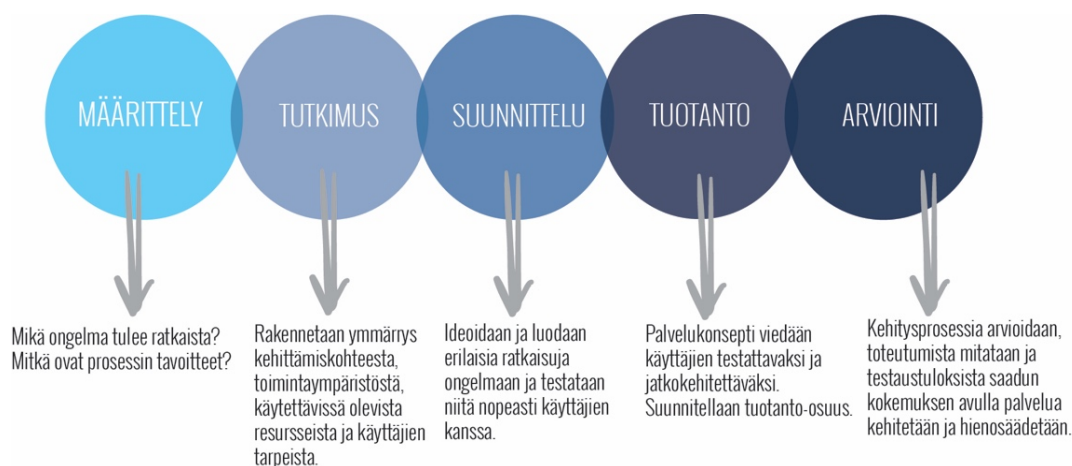 MÄÄRITTELY
TUTKIMUS
SUUNNITTELU
TUOTANTO
ARVIOINTI
Mikä ongelma tulee ratkaista?
Mitkä ovat prosessin tavoitteet?
Rakennetaan ymmärrys
kehittämiskohteesta,
toimintaympäristöstä,
käytettävissä olevista
resursseista ja käyttäjien
tarpeista.
Ideoidaan ja luodaan
erilaisia ratkaisuja
ongelmaan ja testataan
niitä nopeasti käyttäjien
kanssa.
Palvelukonsepti viedään
käyttäjien testattavaksi ja
jatkokehitettäväksi.
Suunnitellaan tuotanto-osuus.
Kehitysprosessia arvioidaan,
toteutumista mitataan ja
testaustuloksista saadun
kokemuksen avulla palvelua
kehitetään ja hienosäädetään.